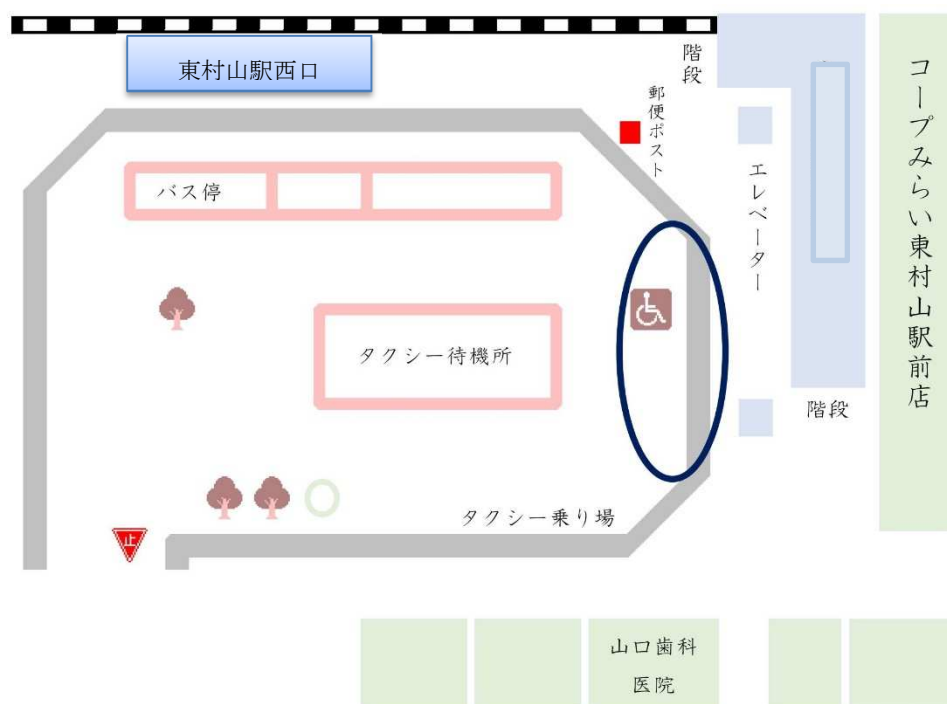 東村山駅西口
階段
郵便ポスト
コープみらい東村山駅前店
エレベーター
バス停
タクシー待機所
階段
タクシー乗り場
止
山口歯科
医院